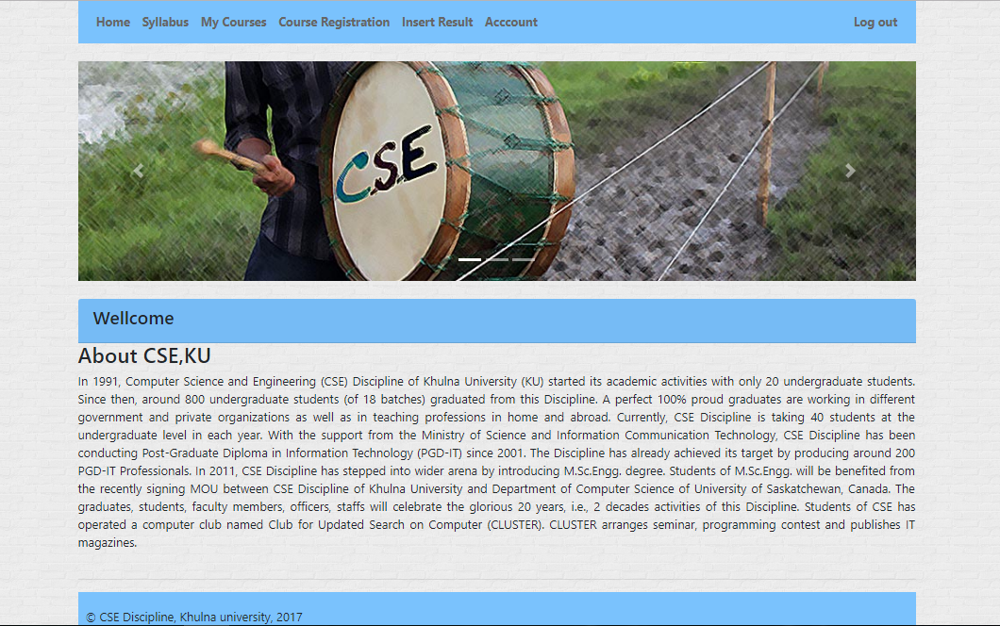 Home Syllabus My Courses Course Registration Insert Result Acccount Log out
CSE
Wellcome
About CSE,KU
In 1991, Computer Science and Engineering (CSE) Discipline of Khulna University (KU) started its academic activities with only 20 undergraduate students.
Since then, around 800 undergraduate students (of 18 batches) graduated from this Discipline. A perfect 100% proud graduates are working in different
government and private organizations as well as in teaching professions in home and abroad. Currently, CSE Discipline is taking 40 students at the
undergraduate level in each year. With the support from the Ministry of Science and Information Communication Technology, CSE Discipline has been
conducting Post-Graduate Diploma in Information Technology (PGD-IT) since 2001. The Discipline has already achieved its target by producing around 200
PGD-IT Professionals. In 2011, CSE Discipline has stepped into wider arena by introducing M.Sc.Engg. degree. Students of M.Sc.Engg. will be benefited from
the recently signing MOU between CSE Discipline of Khulna University and Department of Computer Science of University of Saskatchewan, Canada. The
graduates, students, faculty members, officers, staffs will celebrate the glorious 20 years, i.e., 2 decades activities of this Discipline. Students of CSE has
operated a computer club named Club for Updated Search on Computer (CLUSTER). CLUSTER arranges seminar, programming contest and publishes IT
magazines.
© CSE Discipline, Khulna university, 2017